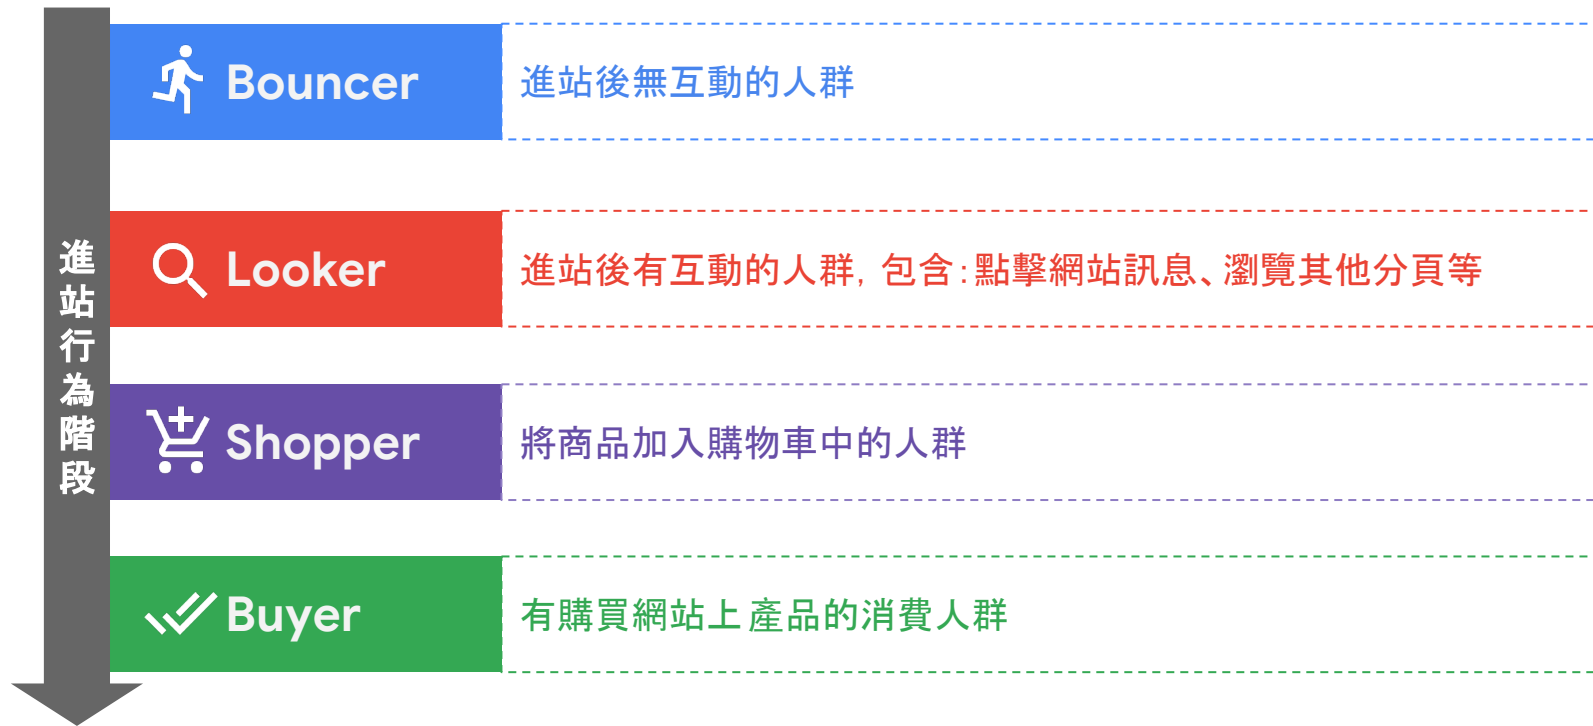 進站行為階段
Bouncer
進站後無互動的人群
Looker
進站後有互動的人群, 包含:點擊網站訊息、瀏覽其他分頁等
Shopper
將商品加入購物車中的人群
Buyer
有購買網站上產品的消費人群